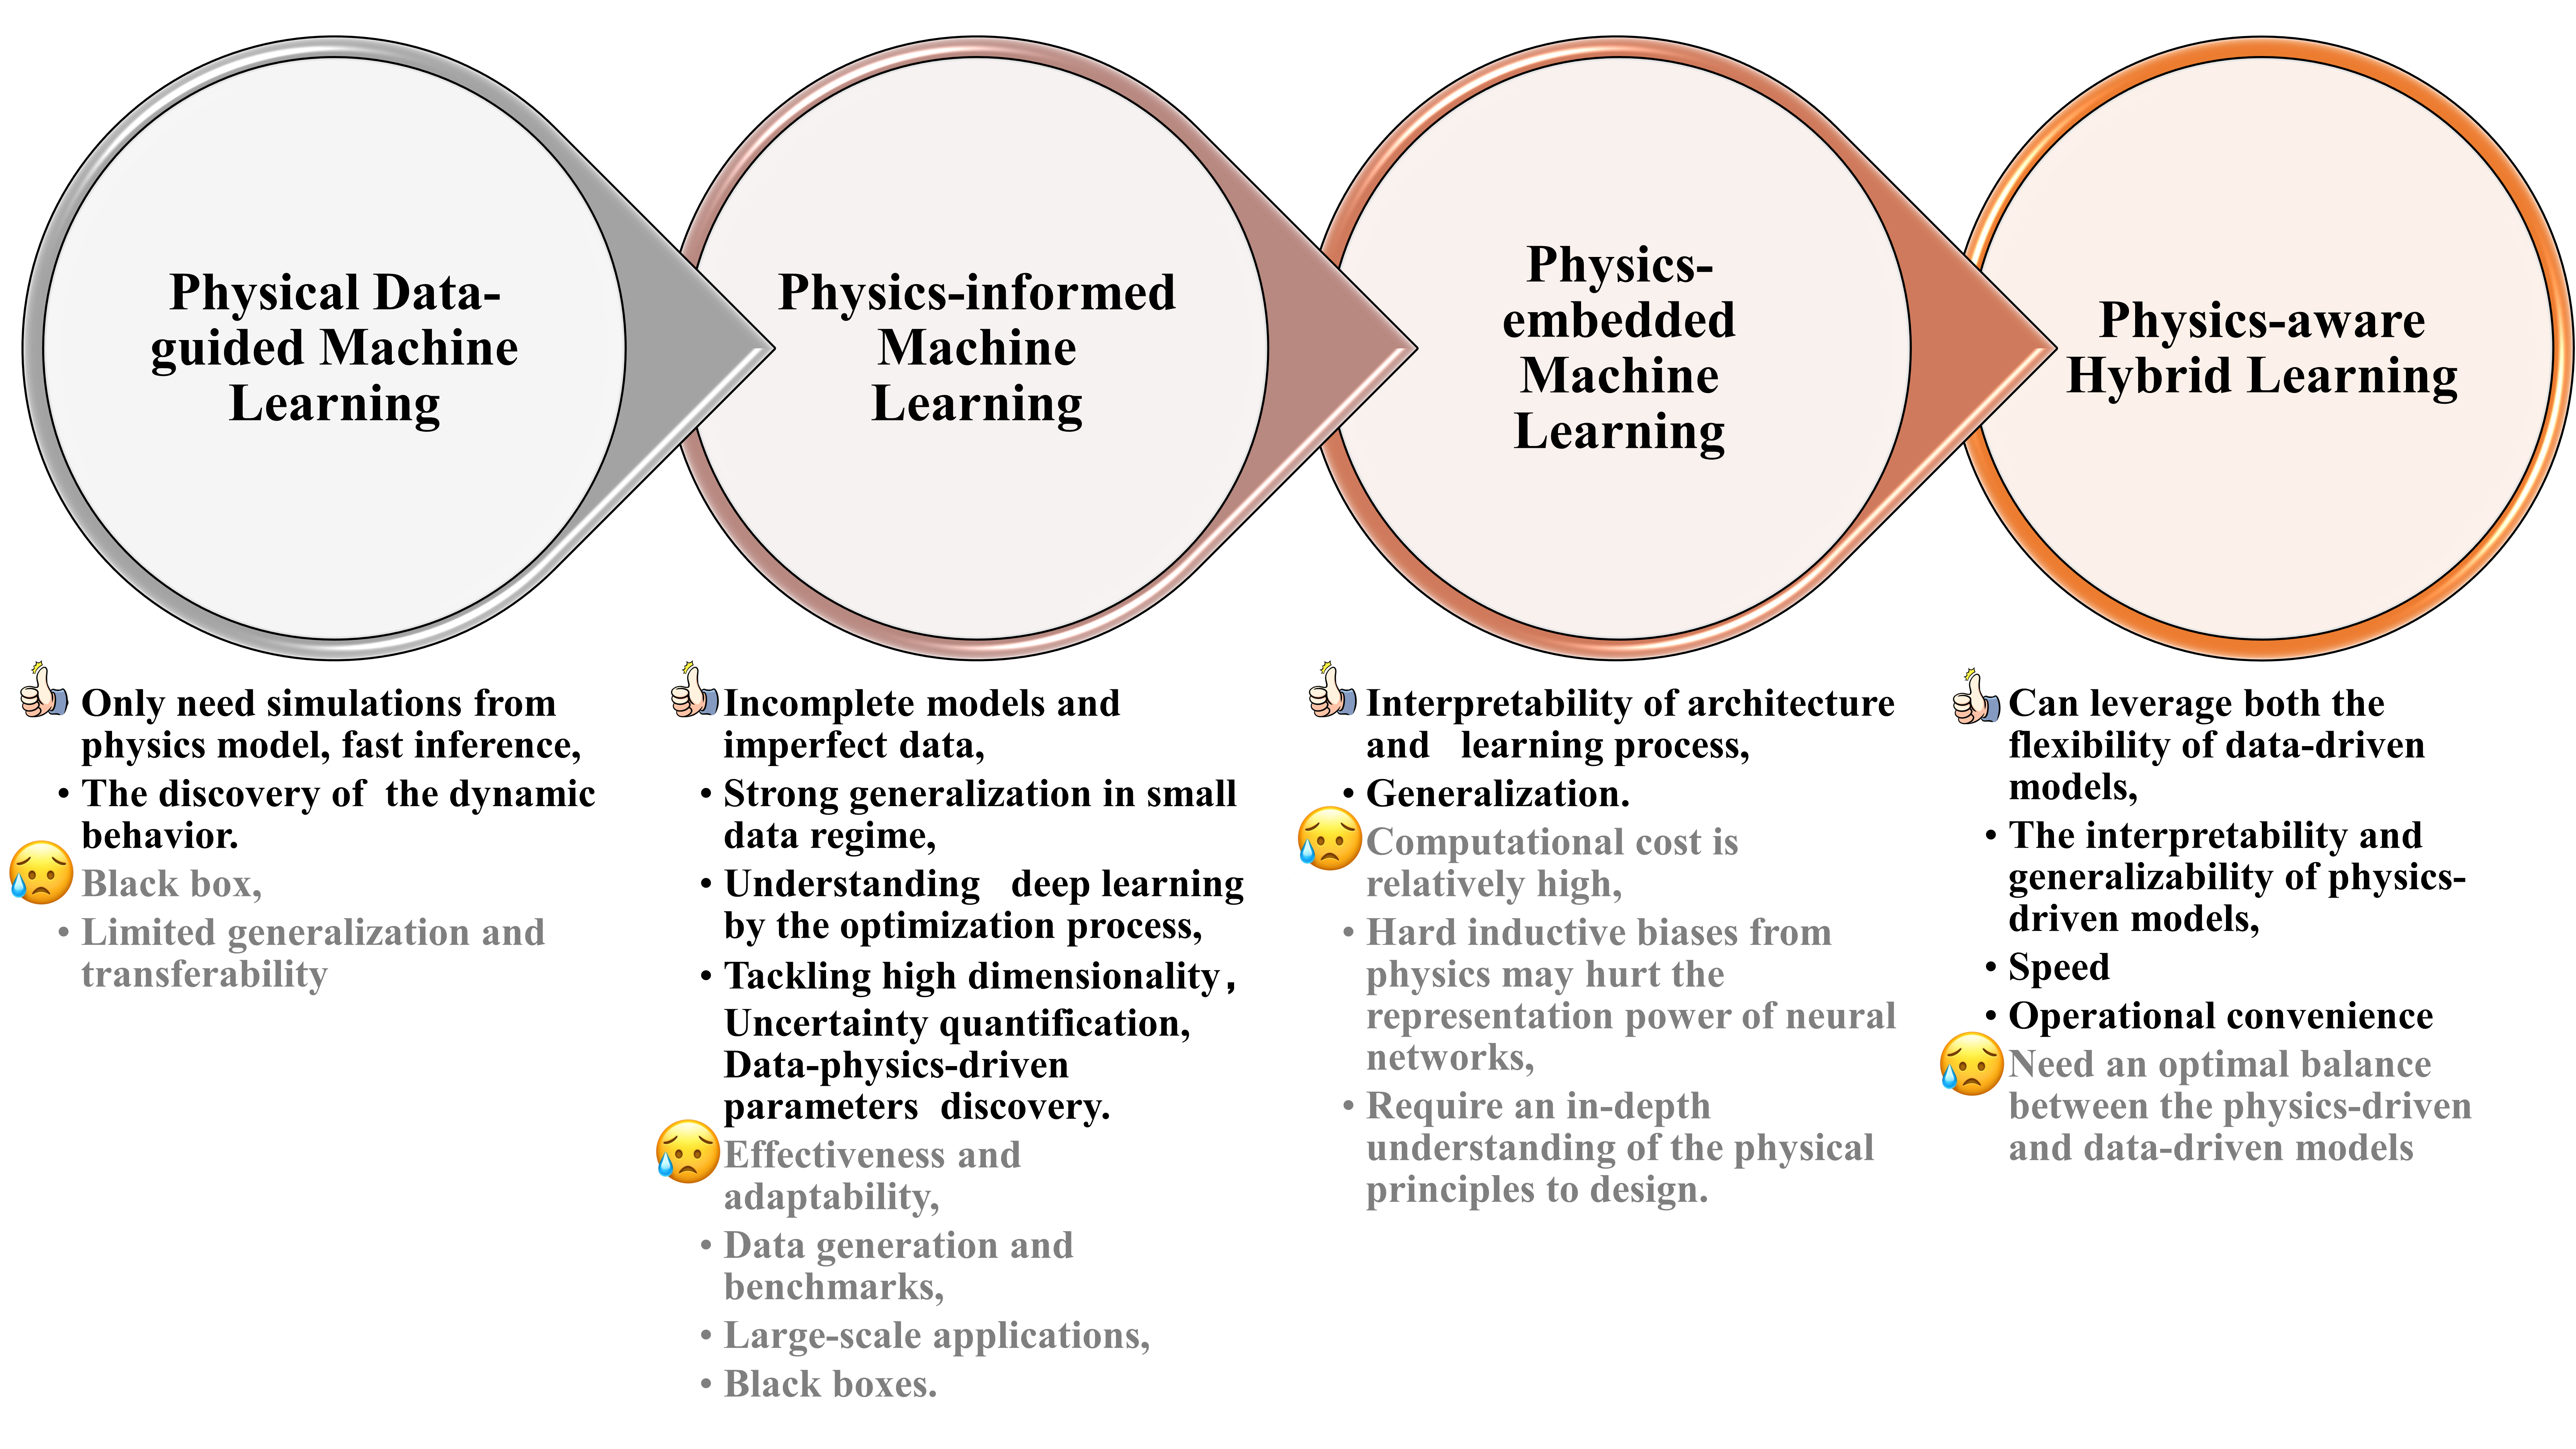 Physical Data-
guided Machine
Learning
Physics-informed
Machine
Learning
Physics-
embedded
Machine
Learning
Physics-aware
Hybrid Learning
Only need simulations from
physics model, fast inference,
• The discovery of the dynamic
behavior.
Black box,
• Limited generalization and
transferability
Incomplete models and
imperfect data,
• Strong generalization in small
data regime,
• Understanding deep learning
by the optimization process,
• Tackling high dimensionality，
Uncertainty quantification,
Data-physics-driven
parameters discovery.
Effectiveness and
adaptability,
• Data generation and
benchmarks,
• Large-scale applications,
• Black boxes.
Interpretability of architecture
and learning process,
• Generalization.
Computational cost is
relatively high,
• Hard inductive biases from
physics may hurt the
representation power of neural
networks,
• Require an in-depth
understanding of the physical
principles to design.
Can leverage both the
flexibility of data-driven
models,
• The interpretability and
generalizability of physics-
driven models,
• Speed
• Operational convenience
Need an optimal balance
between the physics-driven
and data-driven models